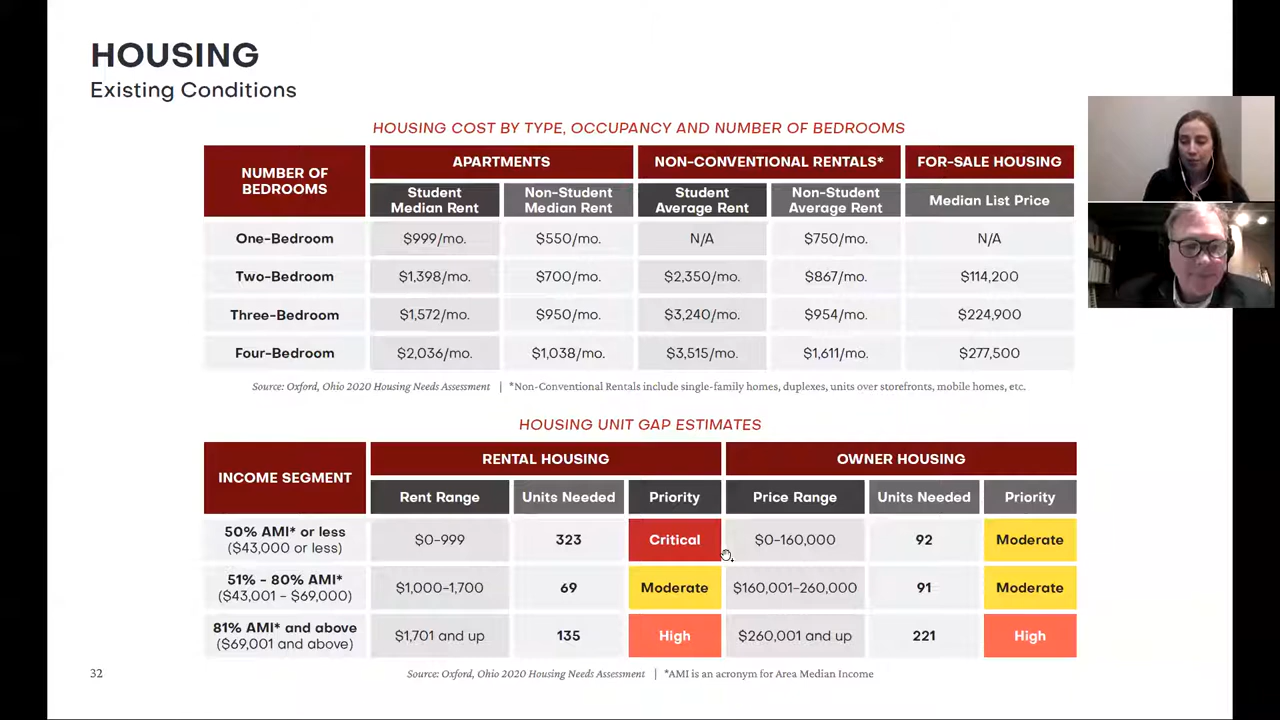 HOUSING
Existing Conditions
HOUSING COST BY TYPE, OCCUPANCY AND NUMBER OF BEDROOMS
NUMBER OF BEDROOMS APARTMENTS NON-CONVENTIONAL RENTALS* FOR-SALE HOUSING
Student Median Rent Non-Student Median Rent Student Average Rent Non-Student Average Rent Median List Price
One-Bedroom $999/mo. $550/mo. N/A $750/mo. N/A
Two-Bedroom $1,398/mo. $700/mo. $2,350/mo. $867/mo. $114,200
Three-Bedroom $1,572/mo. $950/mo. $3,240/mo. $954/mo. $224,900
Four-Bedroom $2,036/mo. $1,038/mo. $3,515/mo. $1,611/mo. $277,500
Source: Oxford, Ohio 2020 Housing Needs Assessment | *Non-Conventional Rentals include single-family homes, duplexes, units over storefronts, mobile homes, etc.
HOUSING UNIT GAP ESTIMATES
INCOME SEGMENT RENTAL HOUSING OWNER HOUSING
Rent Range Units Needed Priority Price Range Units Needed Priority
50% AMI* or less ($43,000 or less) $0-999 323 Critical $0-160,000 92 Moderate
51% - 80% AMI* ($43,001 - $69,000) $1,000-1,700 69 Moderate $160,001-260,000 91 Moderate
81% AMI* and above ($69,001 and above) $1,701 and up 135 High $260,001 and up 221 High
32 Source: Oxford, Ohio 2020 Housing Needs Assessment | *AMI is an acronym for Area Median Income